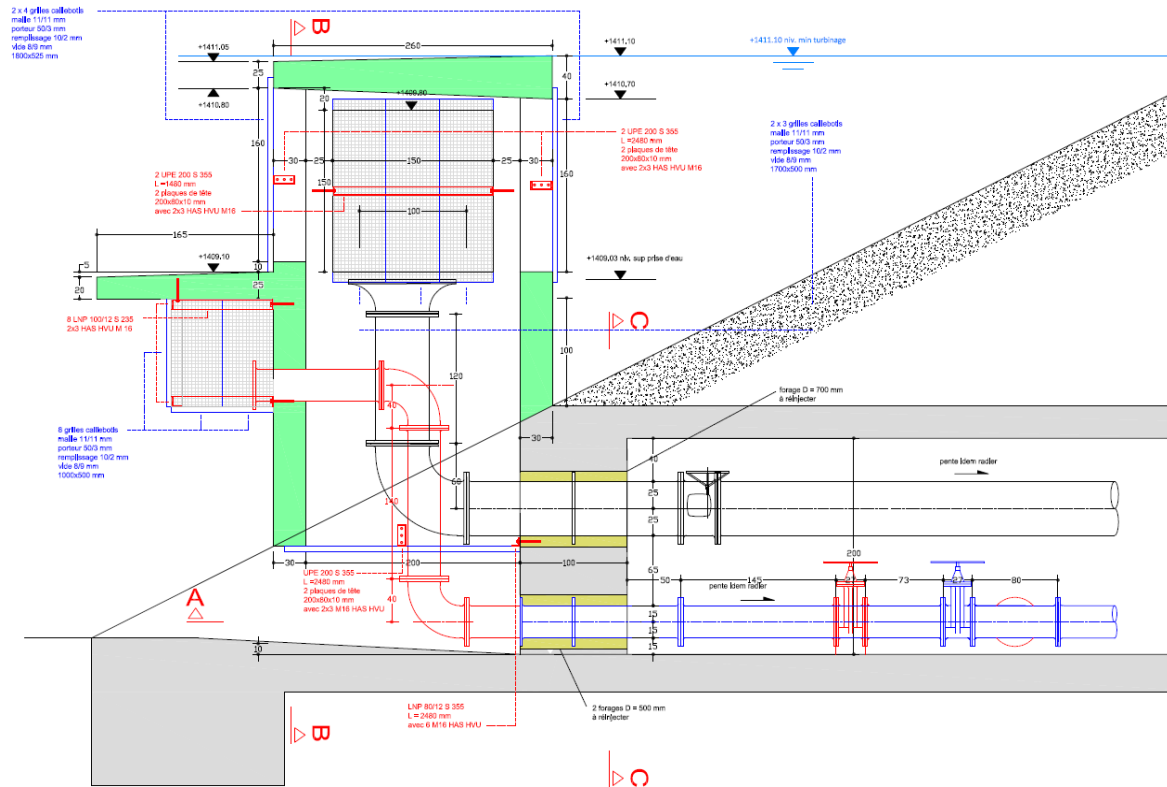 2 x 4 grilles caillebotis
maille 11/11 mm
porteur 50/3 mm
remplissage 10/2 mm
vide 8/9 mm
1800x525 mm
B
+1411.05
260
+1411.10
+1411.10 niv. min turbinage
25
40
+1410.80
+1410.70
20
+1409.80
160
2 UPE 200 S 355
L =2480 mm
2 plaques de tête
200x80x10 mm
avec 2x3 HAS HVU M16
2 x 3 grilles caillebotis
maille 11/11 mm
porteur 50/3 mm
remplissage 10/2 mm
vide 8/9 mm
1700x500 mm
30
25
150
25
30
160
2 UPE 200 S 355
L =1480 mm
2 plaques de tête
200x80x10 mm
avec 2x3 HAS HVU M16
150
100
165
+1409.10
+1409,03 niv. sup prise d'eau
5
10
20
25
8 LNP 100/12 S 235
2x3 HAS HVU M 16
C
100
120
forage D = 700 mm
à réinjecter
40
30
8 grilles caillebotis
maille 11/11 mm
porteur 50/3 mm
remplissage 10/2 mm
vide 8/9 mm
1000x500 mm
40
pente idem radier
60
25
140
25
200
30
200
100
65
UPE 200 S 355
L =2480 mm
2 plaques de tête
200x80x10 mm
avec 2x3 M16 HAS HVU
50
pente idem radier
145
27
73
27
80
A
40
15
15
10
15
LNP 80/12 S 355
L =2480 mm
avec 6 M16 HAS HVU
2 forages D = 500 mm
à réinjecter
B
C